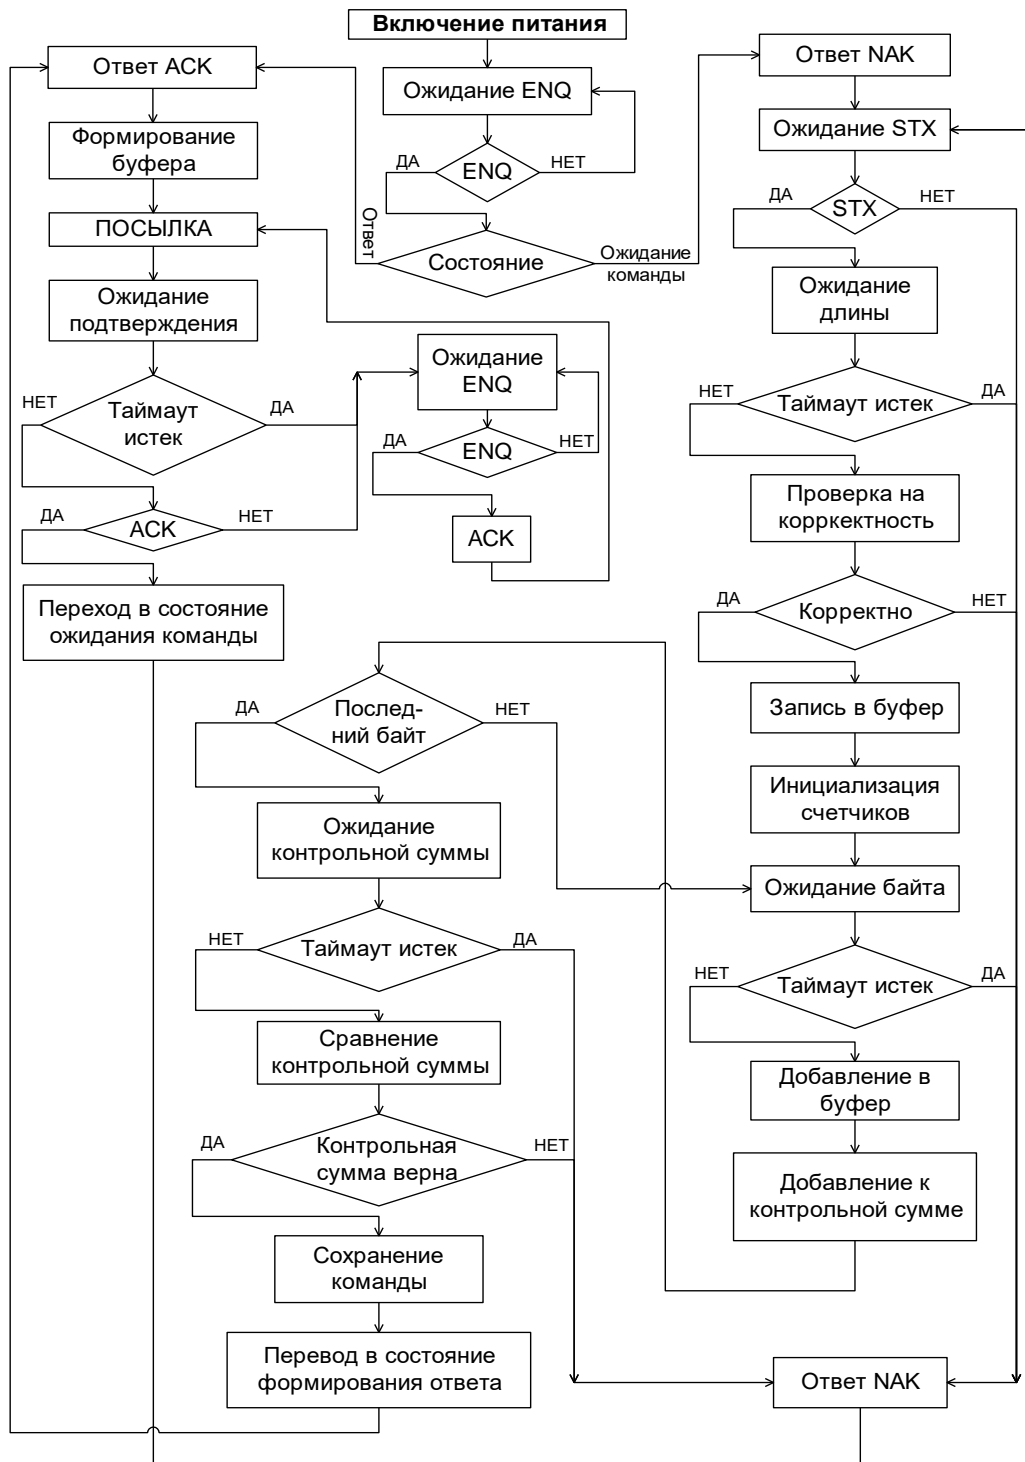 Включение питания
Ответ ACK
Ожидание ENQ
Ответ NAK
Формирование
буфера
ДА
ENQ
НЕТ
Ожидание STX
ДА
STX
НЕТ
ПОСЫЛКА
Ответ
Состояние
Ожидание
команды
Ожидание
подтверждения
Ожидание
длины
Ожидание
ENQ
НЕТ
Таймаут
истек
ДА
ДА
ENQ
НЕТ
НЕТ
Таймаут истек
ДА
ДА
ACK
НЕТ
ACK
Проверка на
корркектность
Переход в состояние
ожидания команды
ДА
Корректно
НЕТ
ДА
Послед-
ний байт
НЕТ
Запись в буфер
Инициализация
счетчиков
Ожидание
контрольной суммы
Ожидание байта
НЕТ
Таймаут истек
ДА
НЕТ
Таймаут истек
ДА
Сравнение
контрольной суммы
Добавление в
буфер
ДА
Контрольная
сумма верна
НЕТ
Добавление к
контрольной сумме
Сохранение
команды
Перевод в состояние
формирования ответа
Ответ NAK